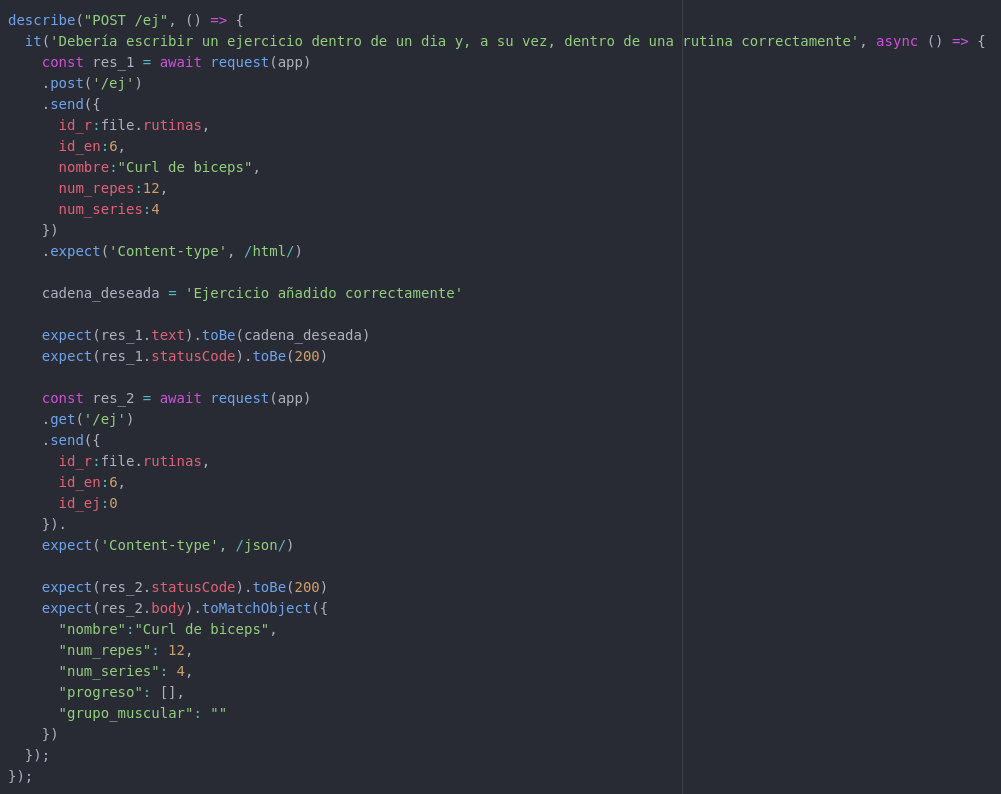 describe("POST /ej", () => {
  it('Debería escribir un ejercicio dentro de un dia y, a su vez, dentro de una rutina correctamente', async () => {
    const res_1 = await request(app)
    .post('/ej')
    .send({
      id_r:file.rutinas,
      id_en:6,
      nombre:"Curl de biceps",
      num_repes:12,
      num_series:4
    })
    .expect('Content-type', /html/)

    cadena_deseada = 'Ejercicio añadido correctamente'

    expect(res_1.text).toBe(cadena_deseada)
    expect(res_1.statusCode).toBe(200)

    const res_2 = await request(app)
    .get('/ej')
    .send({
      id_r:file.rutinas,
      id_en:6,
      id_ej:0
    }).
    expect('Content-type', /json/)

    expect(res_2.statusCode).toBe(200)
    expect(res_2.body).toMatchObject({
      "nombre":"Curl de biceps",
      "num_repes": 12,
      "num_series": 4,
      "progreso": [],
      "grupo_muscular": ""
    })
  });
});